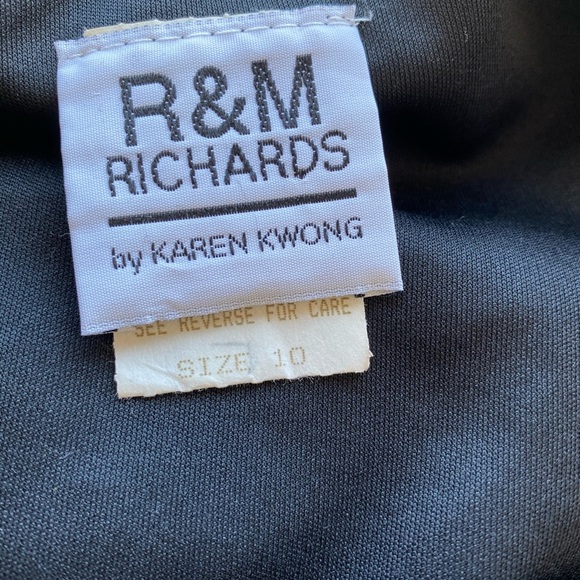 R&M
RICHARDS
by KAREN KWONG
SEE REVERSE FOR CARE
SIZE 10